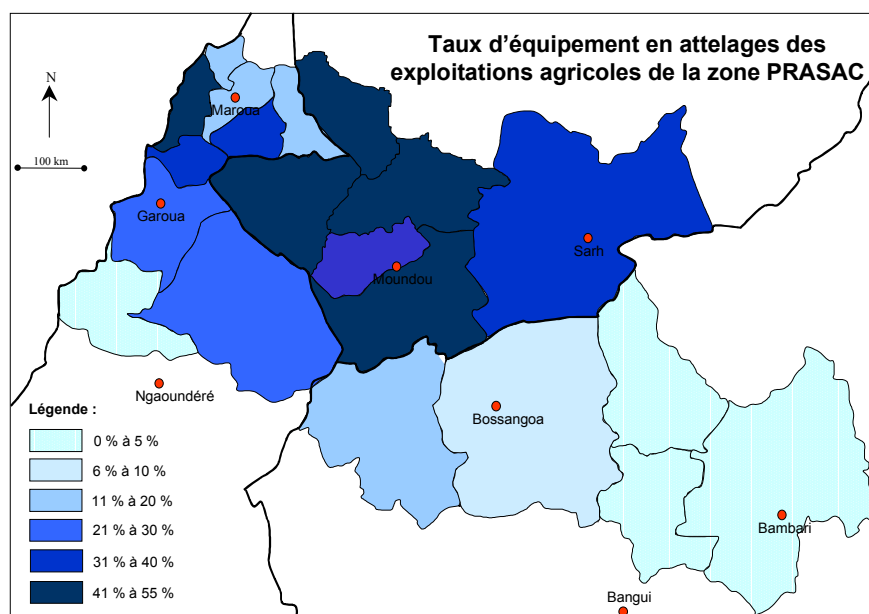 Taux d'équipement en attelages des
exploitations agricoles de la zone PRASAC
N
100 km
Maroua
Garoua
Sarh
Moundou
Ngaoundéré
Bossangoa
Bambari
Bangui
Légende :
0 % à 5 %
6 % à 10 %
11 % à 20 %
21 % à 30 %
31 % à 40 %
41 % à 55 %